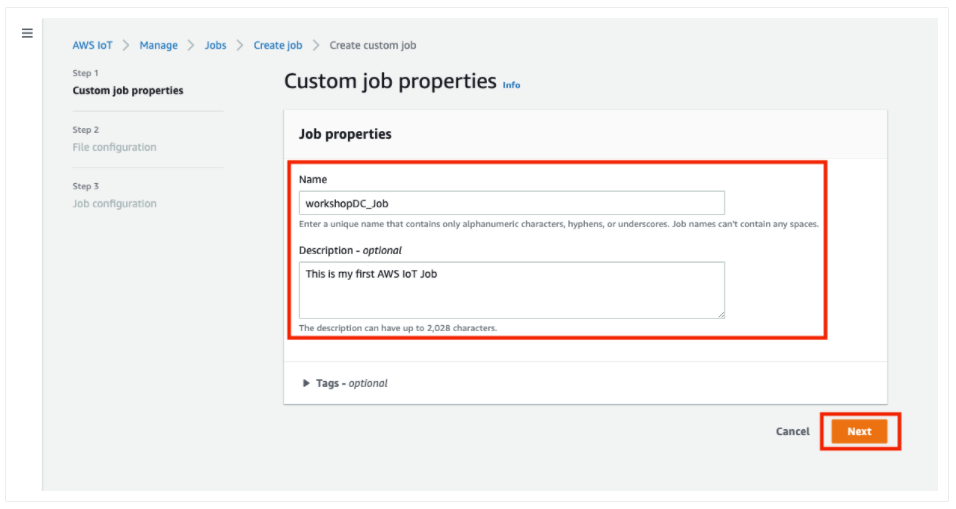 AWS IoT > Manage > Jobs > Create job > Create custom job
Step 1
Custom job properties
Step 2
File configuration
Step 3
Job configuration
Custom job properties Info
Job properties
Name
workshopDC_Job
Enter a unique name that contains only alphanumeric characters, hyphens, or underscores. Job names can't contain any spaces.
Description - optional
This is my first AWS IoT Job
The description can have up to 2,028 characters.
Tags - optional
Cancel
Next